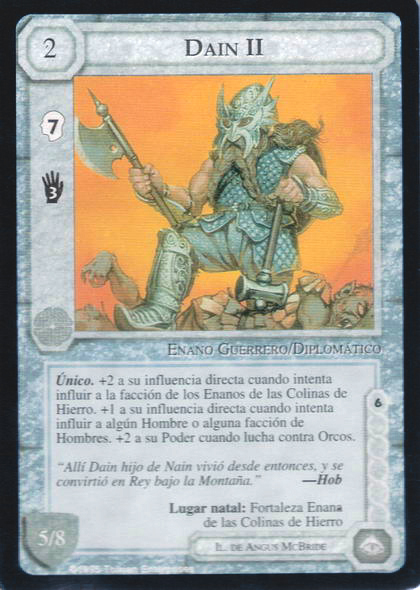 2
DAIN II
7
3
ENANO GUERRERO/DIPLOMÁTICO
Único. +2 a su influencia directa cuando intenta
influir a la facción de los Enanos de las Colinas de
Hierro. +1 a su influencia directa cuando intenta
influir a algún Hombre o alguna facción de
Hombres. +2 a su Poder cuando lucha contra Orcos.
6
"Allí Dain hijo de Nain vivió desde entonces, y se
convirtió en Rey bajo la Montaña." —Hob
Lugar natal: Fortaleza Enana
de las Colinas de Hierro
5/8
IL. DE ANGUS MCBRIDE
©1995 Tolkien Enterprises